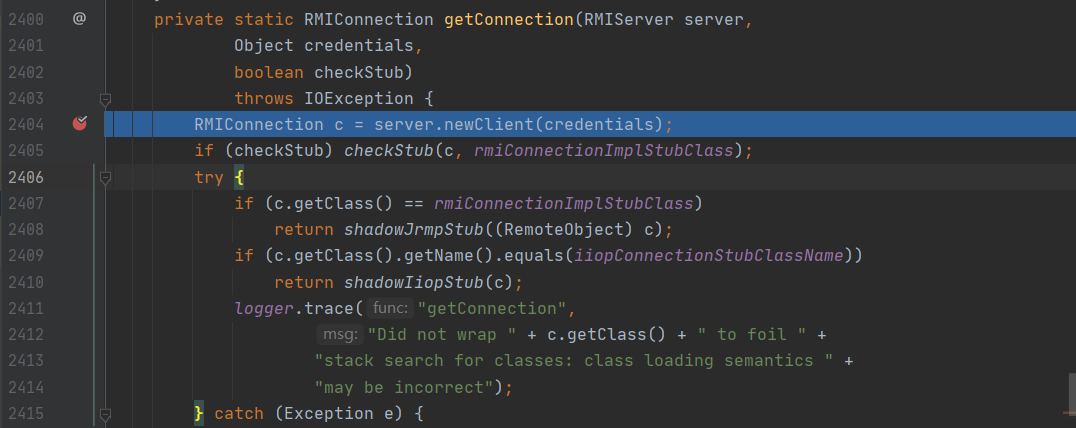 2400 @ private static RMIConnection getConnection(RMIServer server,
2401 Object credentials,
2402 boolean checkStub)
2403 throws IOException {
2404 RMIConnection c = server.newClient(credentials);
2405 if (checkStub) checkStub(c, rmiConnectionImplStubClass);
2406 try {
2407 if (c.getClass() == rmiConnectionImplStubClass)
2408 return shadowJrmpStub((RemoteObject) c);
2409 if (c.getClass().getName().equals(iiopConnectionStubClassName))
2410 return shadowIiopStub(c);
2411 logger.trace( func: "getConnection",
2412 msg: "Did not wrap " + c.getClass() + " to foil " +
2413 "stack search for classes: class loading semantics " +
2414 "may be incorrect");
2415 } catch (Exception e) {